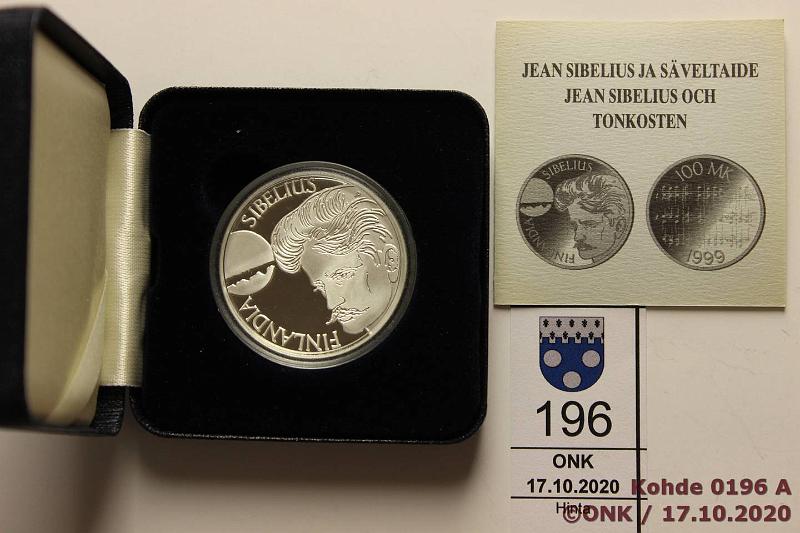 SIBELIUS
FINLANDIA
JEAN SIBELIUS JA SÄVELTAIDE
JEAN SIBELIUS OCH
TONKOSTEN
SIBELIUS
FINLANDIA
100 MK
1999
196
ONK
17.10.2020
Hinta
Kohde 0196 A
©ONK / 17.10.2020